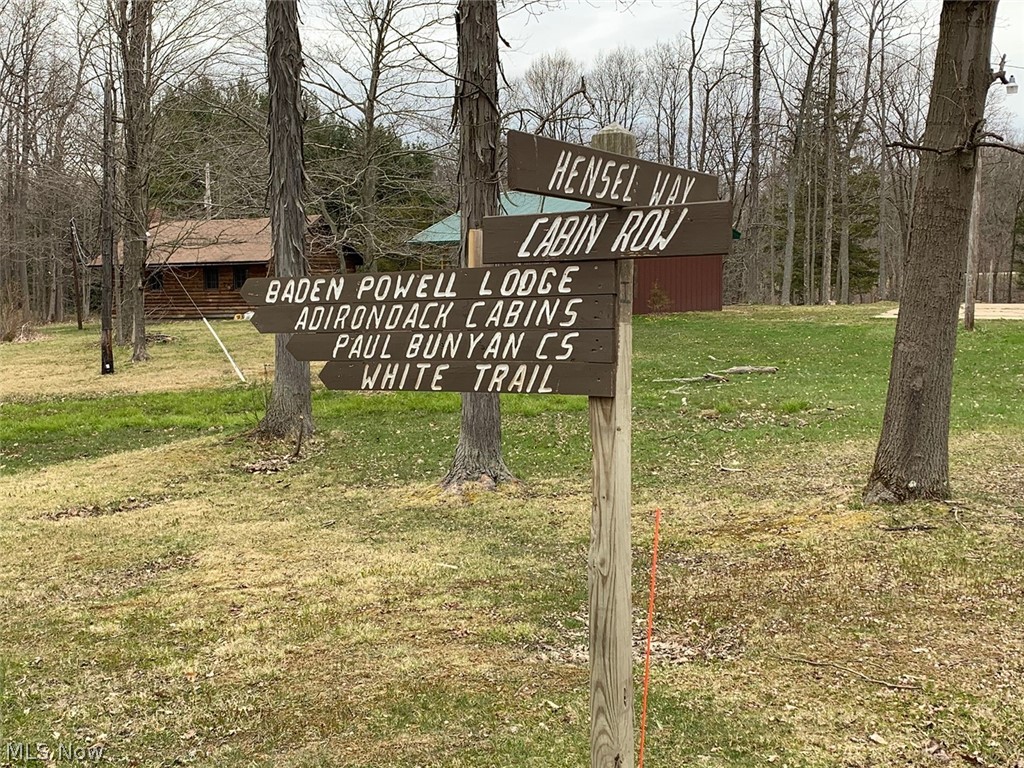 HENSEL WAY
CABIN ROW
BADEN POWELL LODGE
ADIRONDACK CABINS
PAUL BUNYAN CS
WHITE TRAIL
MLS Now